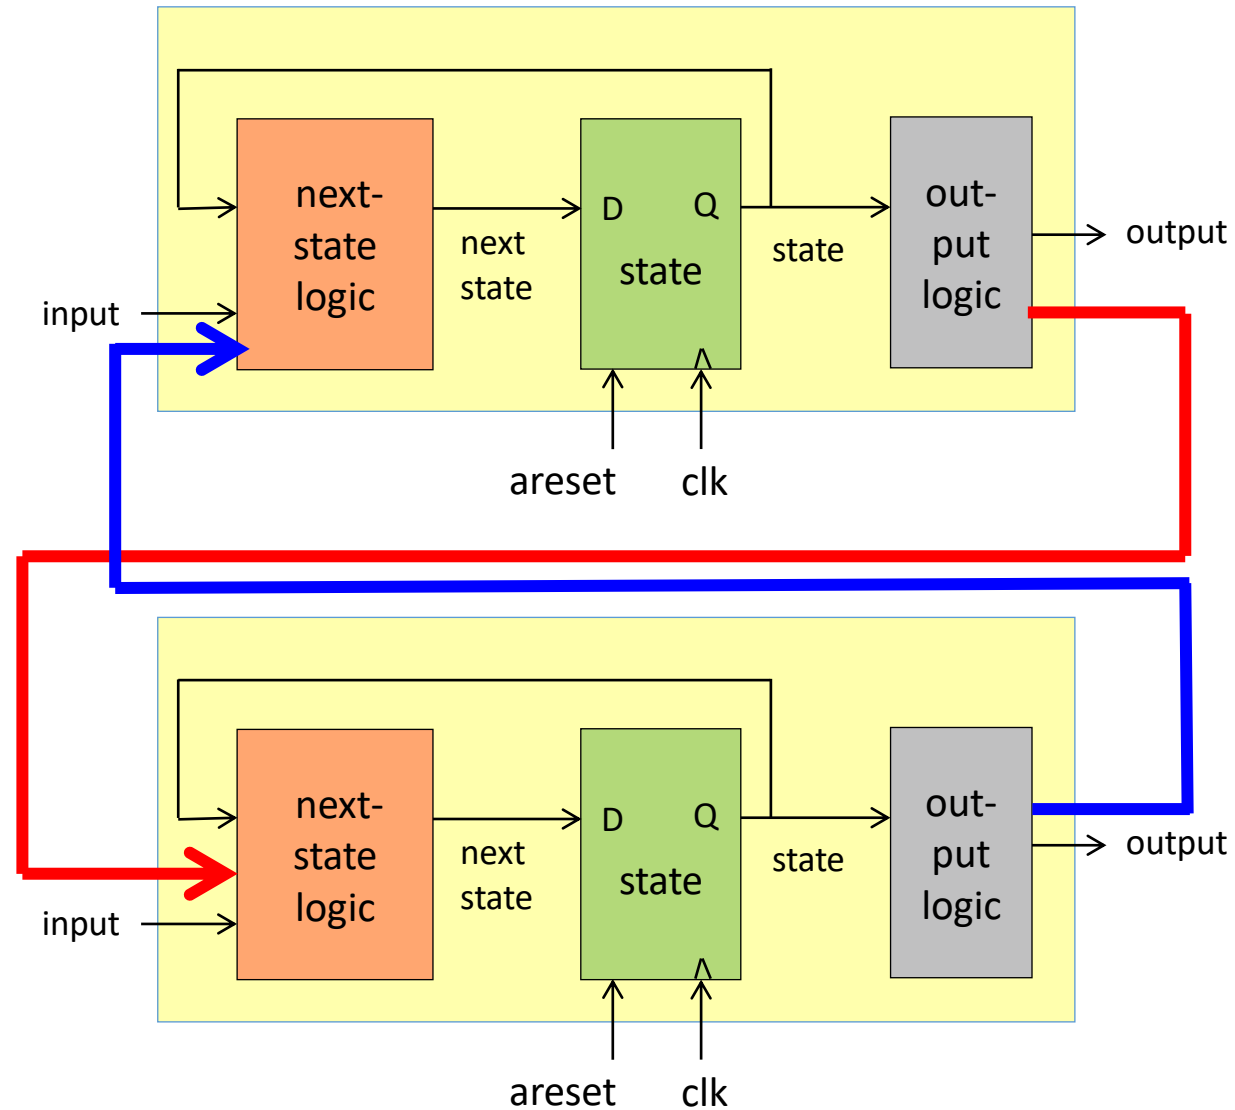 next-
state
logic
input
next
state
D
Q
state
state
out-
put
logic
output
areset
clk
next-
state
logic
input
next
state
D
Q
state
state
out-
put
logic
output
areset
clk